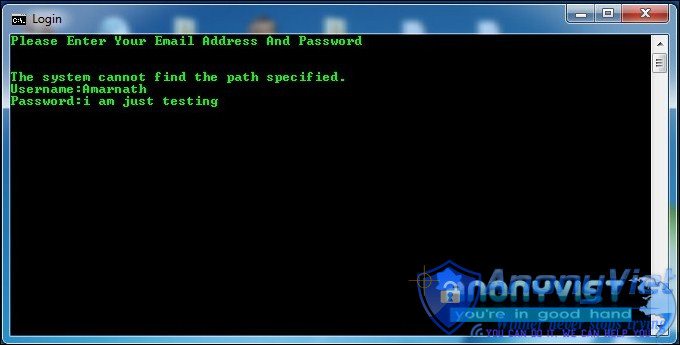 Login
Please Enter Your Email Address And Password
The system cannot find the path specified.
Username:Amarnath
Password:i am just testing
AnonyViet
ANONYVIET
you're in good hand
YOU CAN DO IT, WE CAN HELP YOU